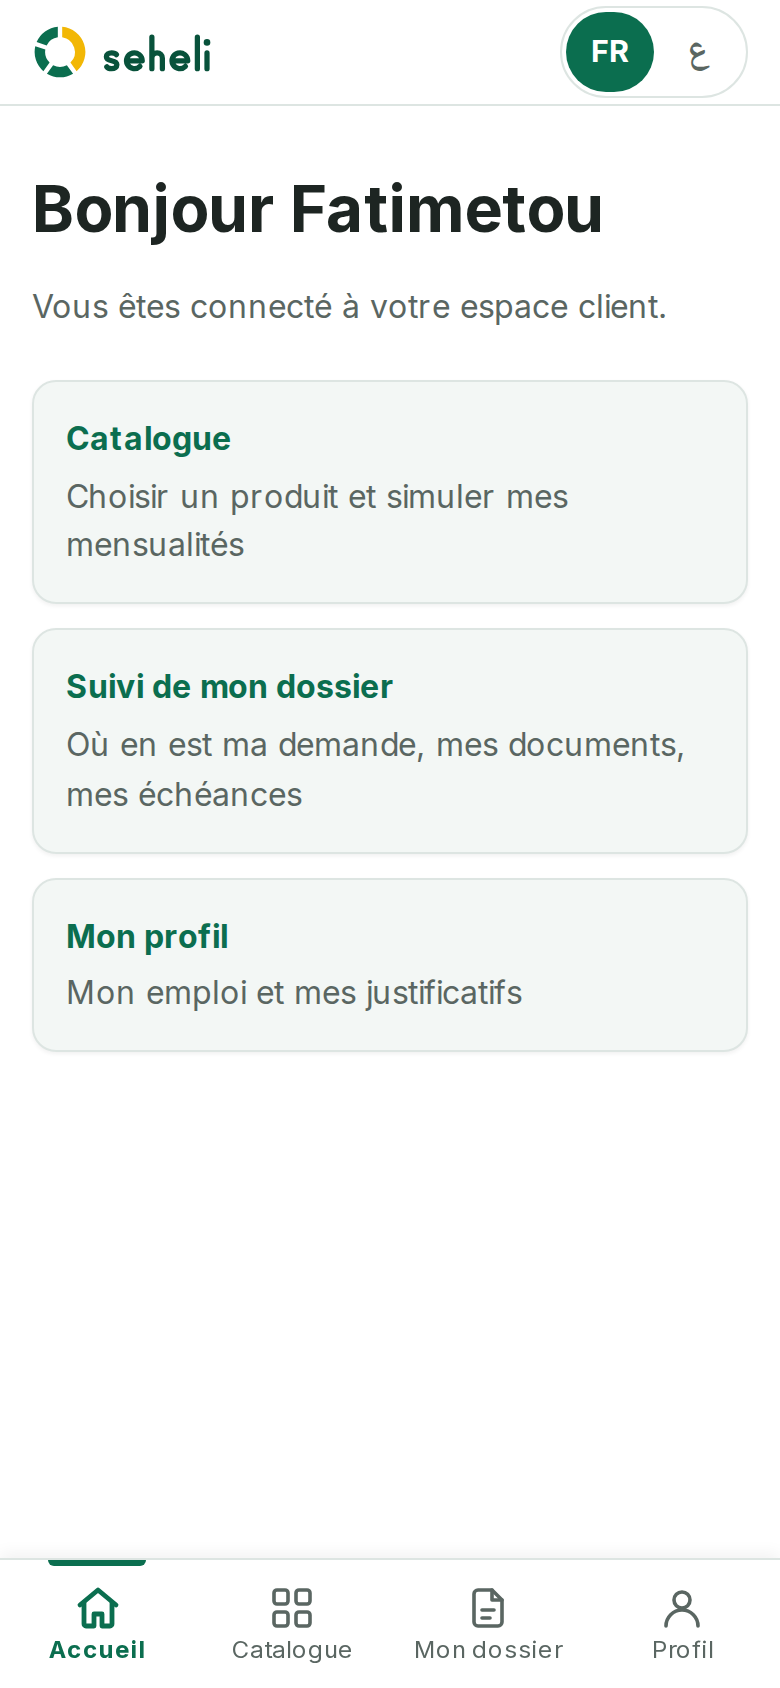 seheli
FR
ع
Bonjour Fatimetou
Vous êtes connecté à votre espace client.
Catalogue
Choisir un produit et simuler mes
mensualités
Suivi de mon dossier
Où en est ma demande, mes documents,
mes échéances
Mon profil
Mon emploi et mes justificatifs
Accueil
Catalogue
Mon dossier
Profil